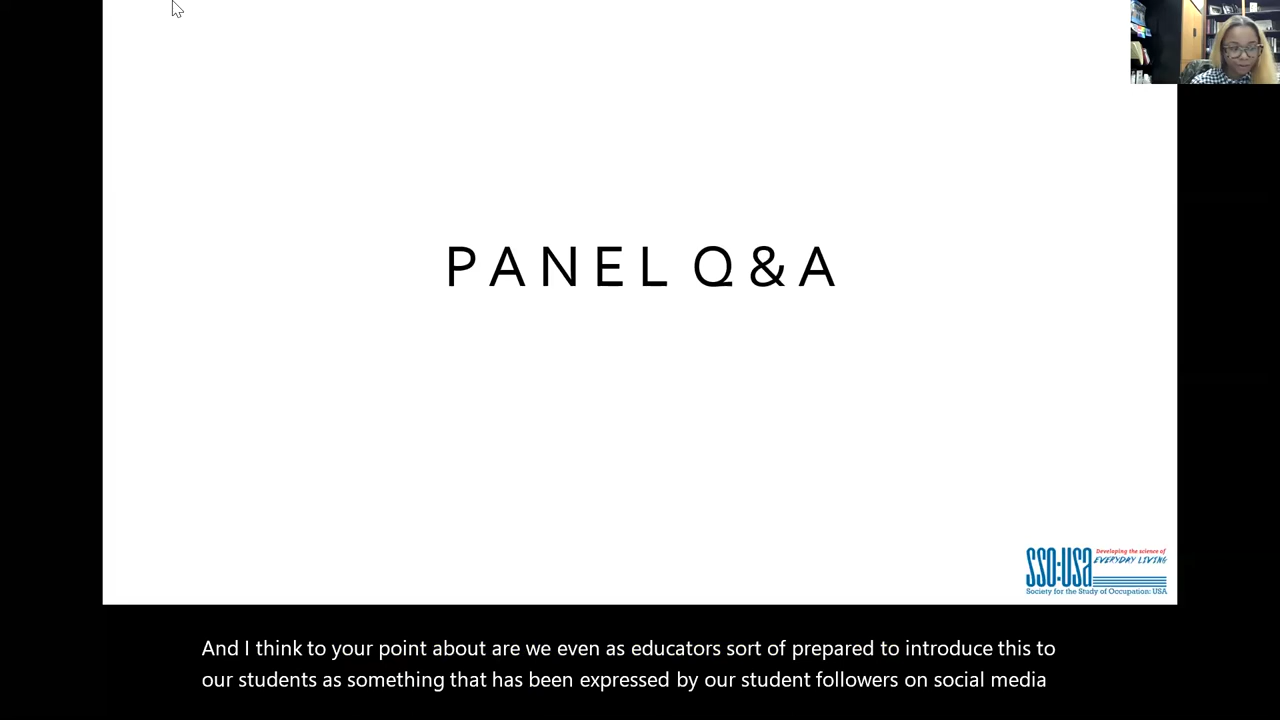 PANEL Q&A
SSO:USA
Developing the science of
EVERYDAY LIVING
Society for the Study of Occupation: USA
And I think to your point about are we even as educators sort of prepared to introduce this to
our students as something that has been expressed by our student followers on social media